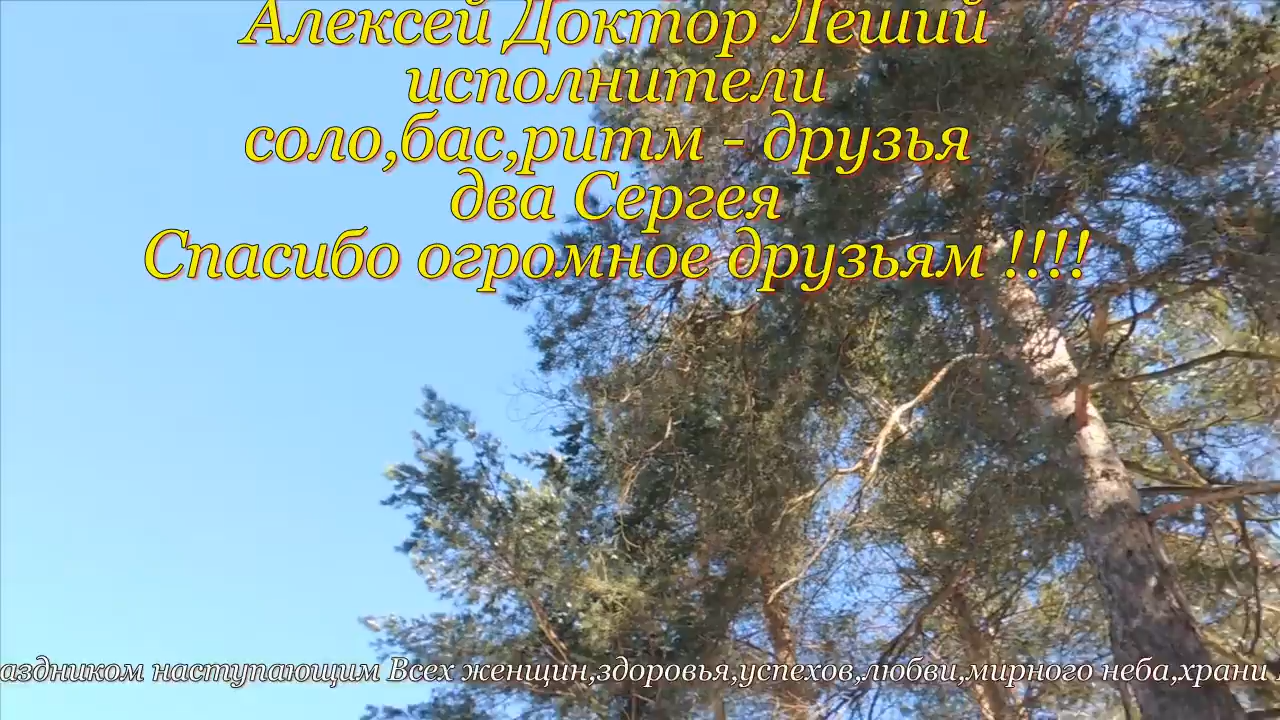 Алексей Доктор Леший
исполнители
соло,бас,ритм - друзья
два Сергея
Спасибо огромное друзьям !!!!
аздником наступающим Всех женщин,здоровья,успехов,любви,мирного неба,храни